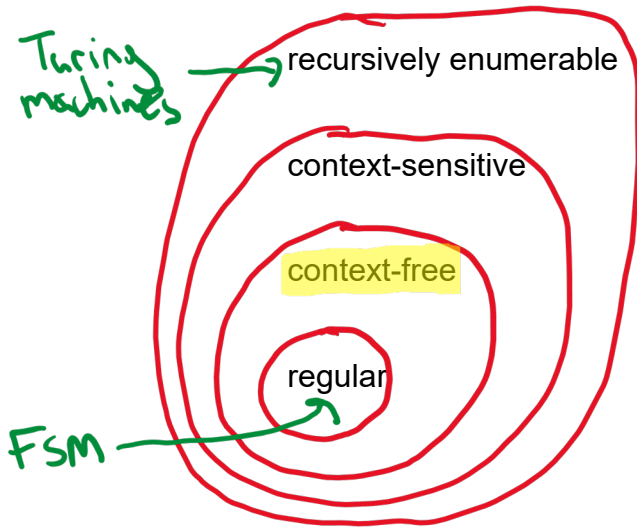 Turing
machines
recursively enumerable
context-sensitive
context-free
regular
FSM